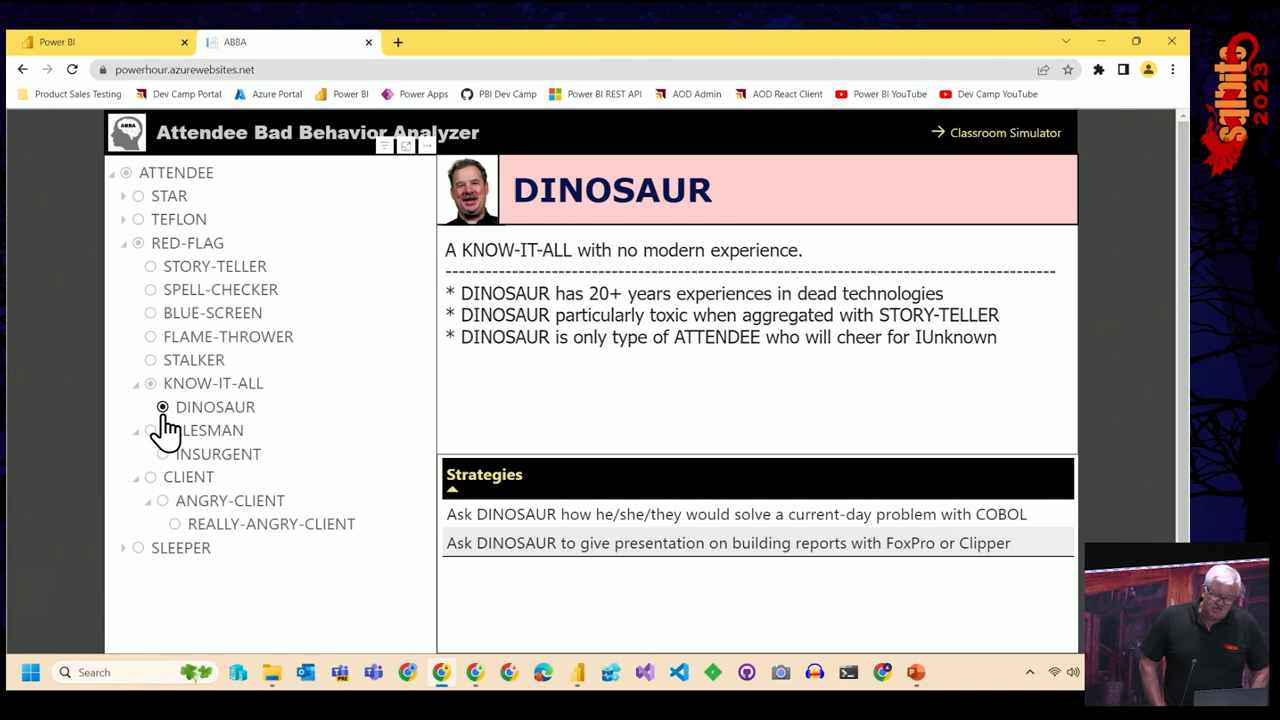 Power BI
ABBA
powerhour.azurewebsites.net
Product Sales Testing
Dev Camp Portal
Azure Portal
Power BI
Power Apps
PBI Dev Camp
Power BI REST API
AOD Admin
AOD React Client
Power BI YouTube
Dev Camp YouTube
ABBA
Attendee Bad Behavior Analyzer
Classroom Simulator
ATTENDEE
STAR
TEFLON
RED-FLAG
STORY-TELLER
SPELL-CHECKER
BLUE-SCREEN
FLAME-THROWER
STALKER
KNOW-IT-ALL
DINOSAUR
LESMAN
INSURGENT
CLIENT
ANGRY-CLIENT
REALLY-ANGRY-CLIENT
SLEEPER
DINOSAUR
A KNOW-IT-ALL with no modern experience.
* DINOSAUR has 20+ years experiences in dead technologies
* DINOSAUR particularly toxic when aggregated with STORY-TELLER
* DINOSAUR is only type of ATTENDEE who will cheer for IUnknown
Strategies
Ask DINOSAUR how he/she/they would solve a current-day problem with COBOL
Ask DINOSAUR to give presentation on building reports with FoxPro or Clipper
Search
sqlbits
2023